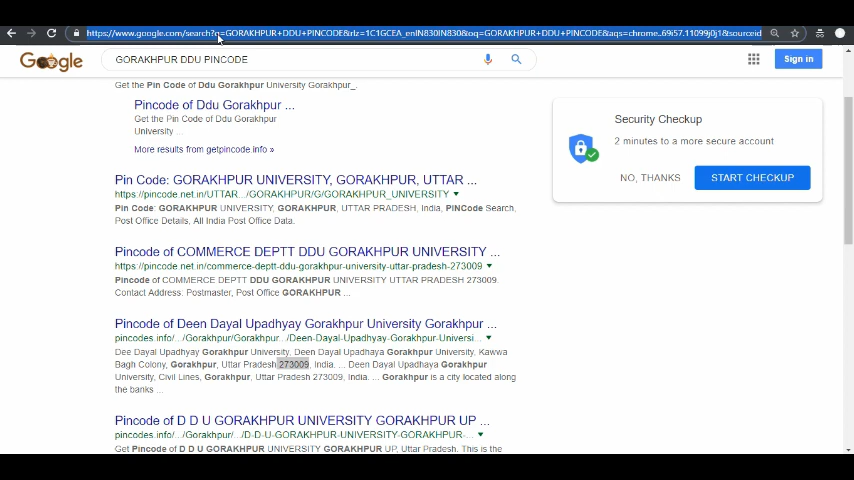 https://www.google.com/search?q=GORAKHPUR+DDU+PINCODE&rlz=1C1GCEA_enIN830IN830&oq=GORAKHPUR+DDU+PINCODE&aqs=chrome..69i57.11099j0j1&sourceid
Google
GORAKHPUR DDU PINCODE
Sign in
Get the Pin Code of Ddu Gorakhpur University Gorakhpur_.
Pincode of Ddu Gorakhpur ...
Get the Pin Code of Ddu Gorakhpur
University ...
More results from getpincode.info »
Security Checkup
2 minutes to a more secure account
NO, THANKS
START CHECKUP
Pin Code: GORAKHPUR UNIVERSITY, GORAKHPUR, UTTAR ...
https://pincode.net.in/UTTAR.../GORAKHPUR/G/GORAKHPUR_UNIVERSITY
Pin Code: GORAKHPUR UNIVERSITY, GORAKHPUR, UTTAR PRADESH, India, PINCode Search,
Post Office Details, All India Post Office Data.
Pincode of COMMERCE DEPTT DDU GORAKHPUR UNIVERSITY ...
https://pincode.net.in/commerce-deptt-ddu-gorakhpur-university-uttar-pradesh-273009
Pincode of COMMERCE DEPTT DDU GORAKHPUR UNIVERSITY UTTAR PRADESH 273009.
Contact Address: Postmaster, Post Office GORAKHPUR ...
Pincode of Deen Dayal Upadhyay Gorakhpur University Gorakhpur ...
pincodes.info/.../Gorakhpur/Gorakhpur.../Deen-Dayal-Upadhyay-Gorakhpur-Universi...
Dee Dayal Upadhyay Gorakhpur University, Deen Dayal Upadhaya Gorakhpur University, Kawwa
Bagh Colony, Gorakhpur, Uttar Pradesh 273009, India. ... Deen Dayal Upadhaya Gorakhpur
University, Civil Lines, Gorakhpur, Uttar Pradesh 273009, India. ... Gorakhpur is a city located along
the banks ...
Pincode of D D U GORAKHPUR UNIVERSITY GORAKHPUR UP ...
pincodes.info/.../Gorakhpur/.../D-D-U-GORAKHPUR-UNIVERSITY-GORAKHPUR-...
Get Pincode of D D U GORAKHPUR UNIVERSITY GORAKHPUR UP, Uttar Pradesh. This is the